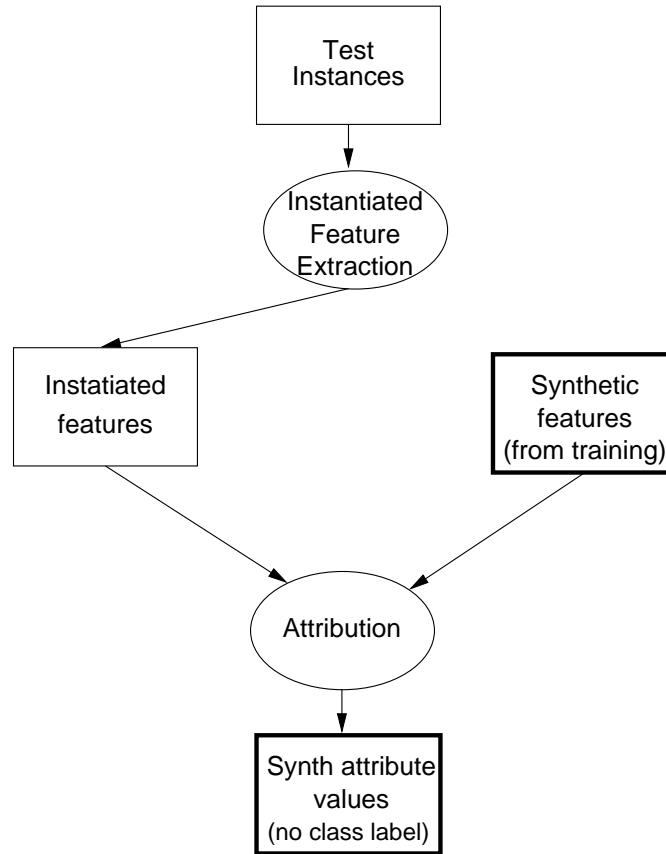 Test
Instances
Instantiated
Feature
Extraction
Instatiated
features
Synthetic
features
(from training)
Attribution
Synth attribute
values
(no class label)